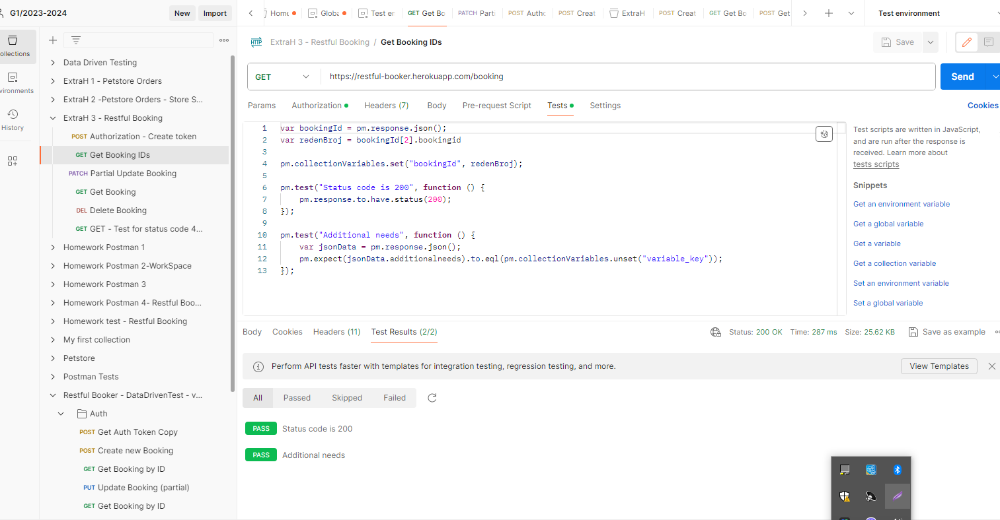 G1/2023-2024
New
Import
ollections
vironments
History
Data Driven Testing
ExtraH 1 - Petstore Orders
ExtraH 2 -Petstore Orders - Store S...
ExtraH 3 - Restful Booking
POST Authorization - Create token
GET Get Booking IDs
PATCH Partial Update Booking
GET Get Booking
DEL Delete Booking
GET GET - Test for status code 4...
Homework Postman 1
Homework Postman 2-WorkSpace
Homework Postman 3
Homework Postman 4- Restful Boo...
Homework test - Restful Booking
My first collection
Petstore
Postman Tests
Restful Booker - DataDrivenTest - v...
Auth
POST Get Auth Token Copy
POST Create new Booking
GET Get Booking by ID
PUT Update Booking (partial)
GET Get Booking by ID
Home Globa Test en GET Get Bo PATCH Parti POST Autho POST Creat ExtraH POST Creat GET Get Bo POST Get Test environment
HTTP ExtraH 3 - Restful Booking / Get Booking IDs
Save
GET https://restful-booker.herokuapp.com/booking
Send
Params Authorization Headers (7) Body Pre-request Script Tests Settings Cookies
1 var bookingId = pm.response.json();
2 var redenBroj = bookingId[2].bookingid
3
4 pm.collectionVariables.set("bookingId", redenBroj);
5
6 pm.test("Status code is 200", function () {
7 pm.response.to.have.status(200);
8 });
9
10 pm.test("Additional needs", function () {
11 var jsonData = pm.response.json();
12 pm.expect(jsonData.additionalneeds).to.eql(pm.collectionVariables.unset("variable_key"));
13 });
Test scripts are written in JavaScript,
and are run after the response is
received. Learn more about
tests scripts
Snippets
Get an environment variable
Get a global variable
Get a variable
Get a collection variable
Set an environment variable
Set a global variable
Body Cookies Headers (11) Test Results (2/2)
Status: 200 OK Time: 287 ms Size: 25.62 KB Save as example
Perform API tests faster with templates for integration testing, regression testing, and more.
View Templates
All Passed Skipped Failed
PASS Status code is 200
PASS Additional needs